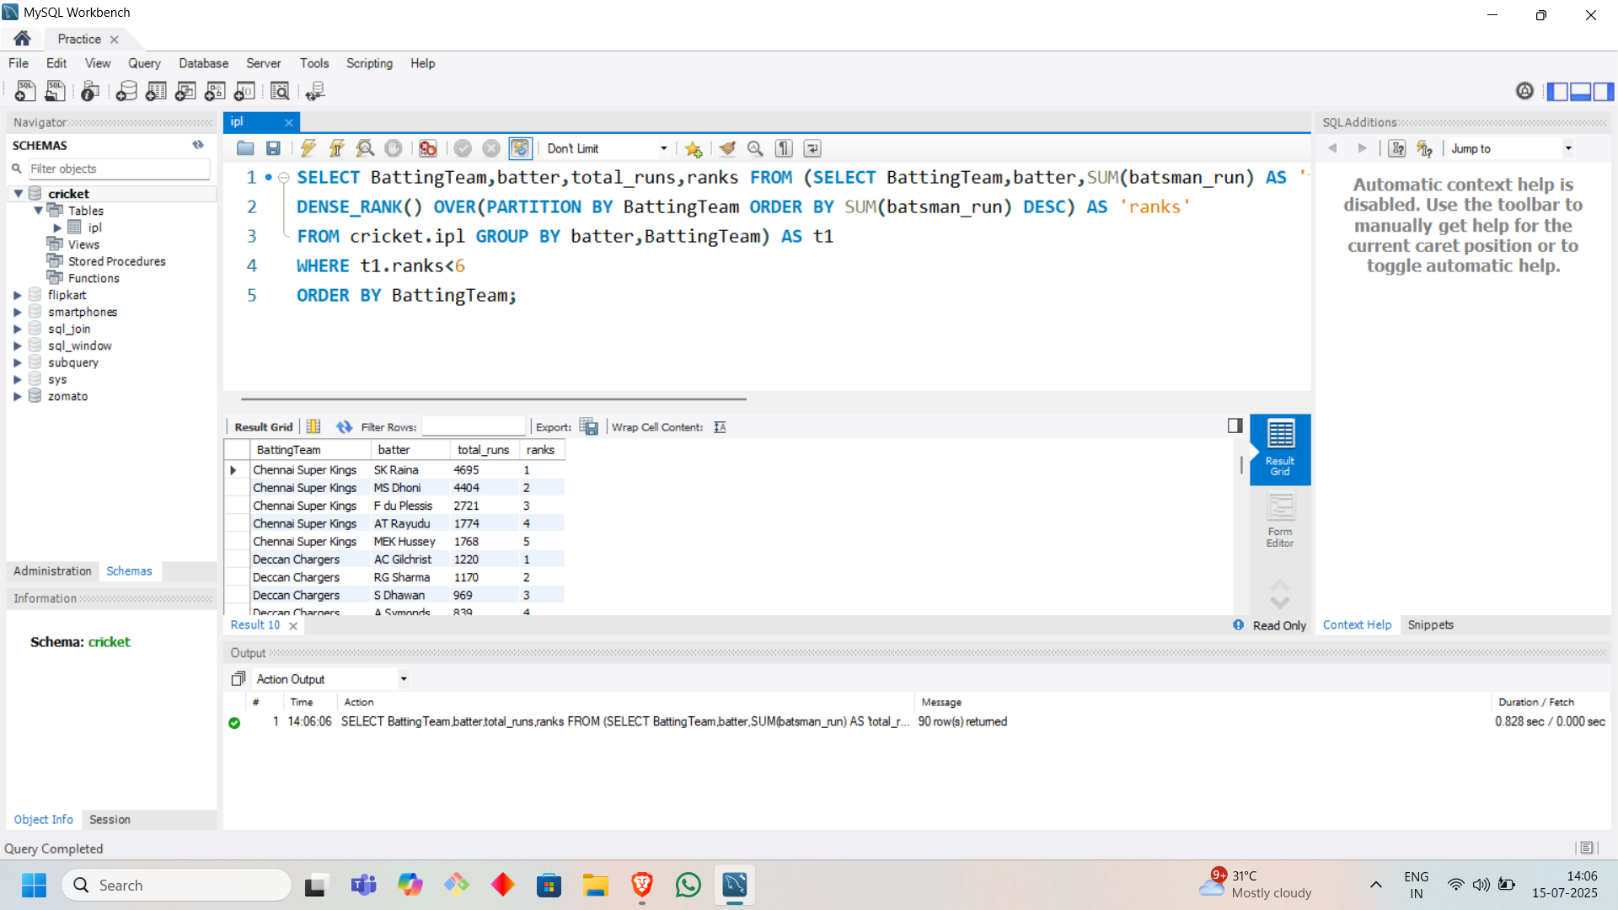 MySQL Workbench
Practice
File Edit View Query Database Server Tools Scripting Help
Navigator
SCHEMAS
Filter objects
cricket
Tables
ipl
Views
Stored Procedures
Functions
flipkart
smartphones
sql_join
sql_window
subquery
sys
zomato
Administration Schemas
Information
Schema: cricket
Object Info Session
Query Completed
ipl
Don't Limit
1 SELECT BattingTeam,batter,total_runs,ranks FROM (SELECT BattingTeam,batter,SUM(batsman_run) AS '
2 DENSE_RANK() OVER(PARTITION BY BattingTeam ORDER BY SUM(batsman_run) DESC) AS 'ranks'
3 FROM cricket.ipl GROUP BY batter,BattingTeam) AS t1
4 WHERE t1.ranks<6
5 ORDER BY BattingTeam;
Result Grid Filter Rows: Export: Wrap Cell Content:
BattingTeam batter total_runs ranks
Chennai Super Kings SK Raina 4695 1
Chennai Super Kings MS Dhoni 4404 2
Chennai Super Kings F du Plessis 2721 3
Chennai Super Kings AT Rayudu 1774 4
Chennai Super Kings MEK Hussey 1768 5
Deccan Chargers AC Gilchrist 1220 1
Deccan Chargers RG Sharma 1170 2
Deccan Chargers S Dhawan 969 3
Deccan Chargers A Symonds 839 4
Result Grid
Form Editor
Result 10
Read Only
Output
Action Output
# Time Action Message Duration / Fetch
1 14:06:06 SELECT BattingTeam,batter,total_runs,ranks FROM (SELECT BattingTeam,batter,SUM(batsman_run) AS 'total_r... 90 row(s) returned 0.828 sec / 0.000 sec
SQLAdditions
Jump to
Automatic context help is
disabled. Use the toolbar to
manually get help for the
current caret position or to
toggle automatic help.
Context Help Snippets
Search
9+
31°C
Mostly cloudy
ENG
IN
14:06
15-07-2025